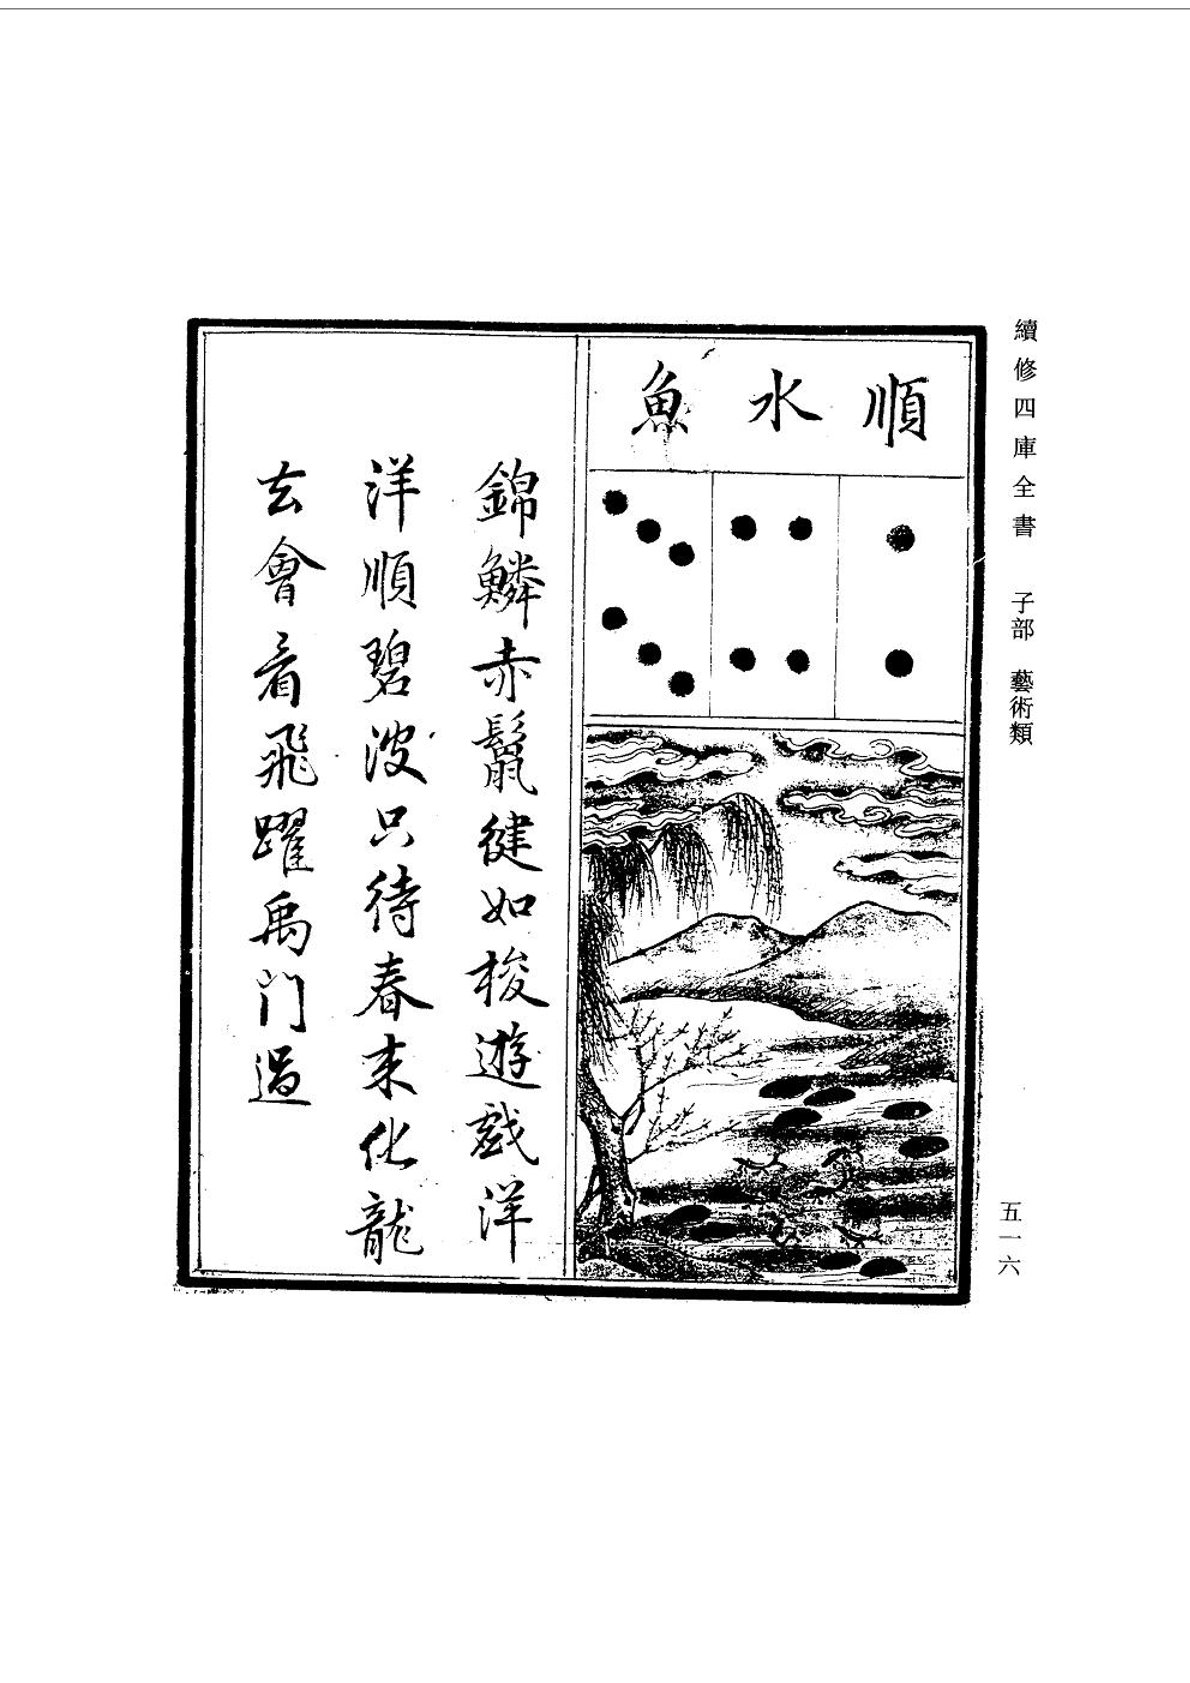 續修四庫全書 子部 藝術類
五一六
順水魚
錦鱗赤鬣健如梭遊戲洋
洋順碧波只待春来化龍
去會看飛躍禹門過